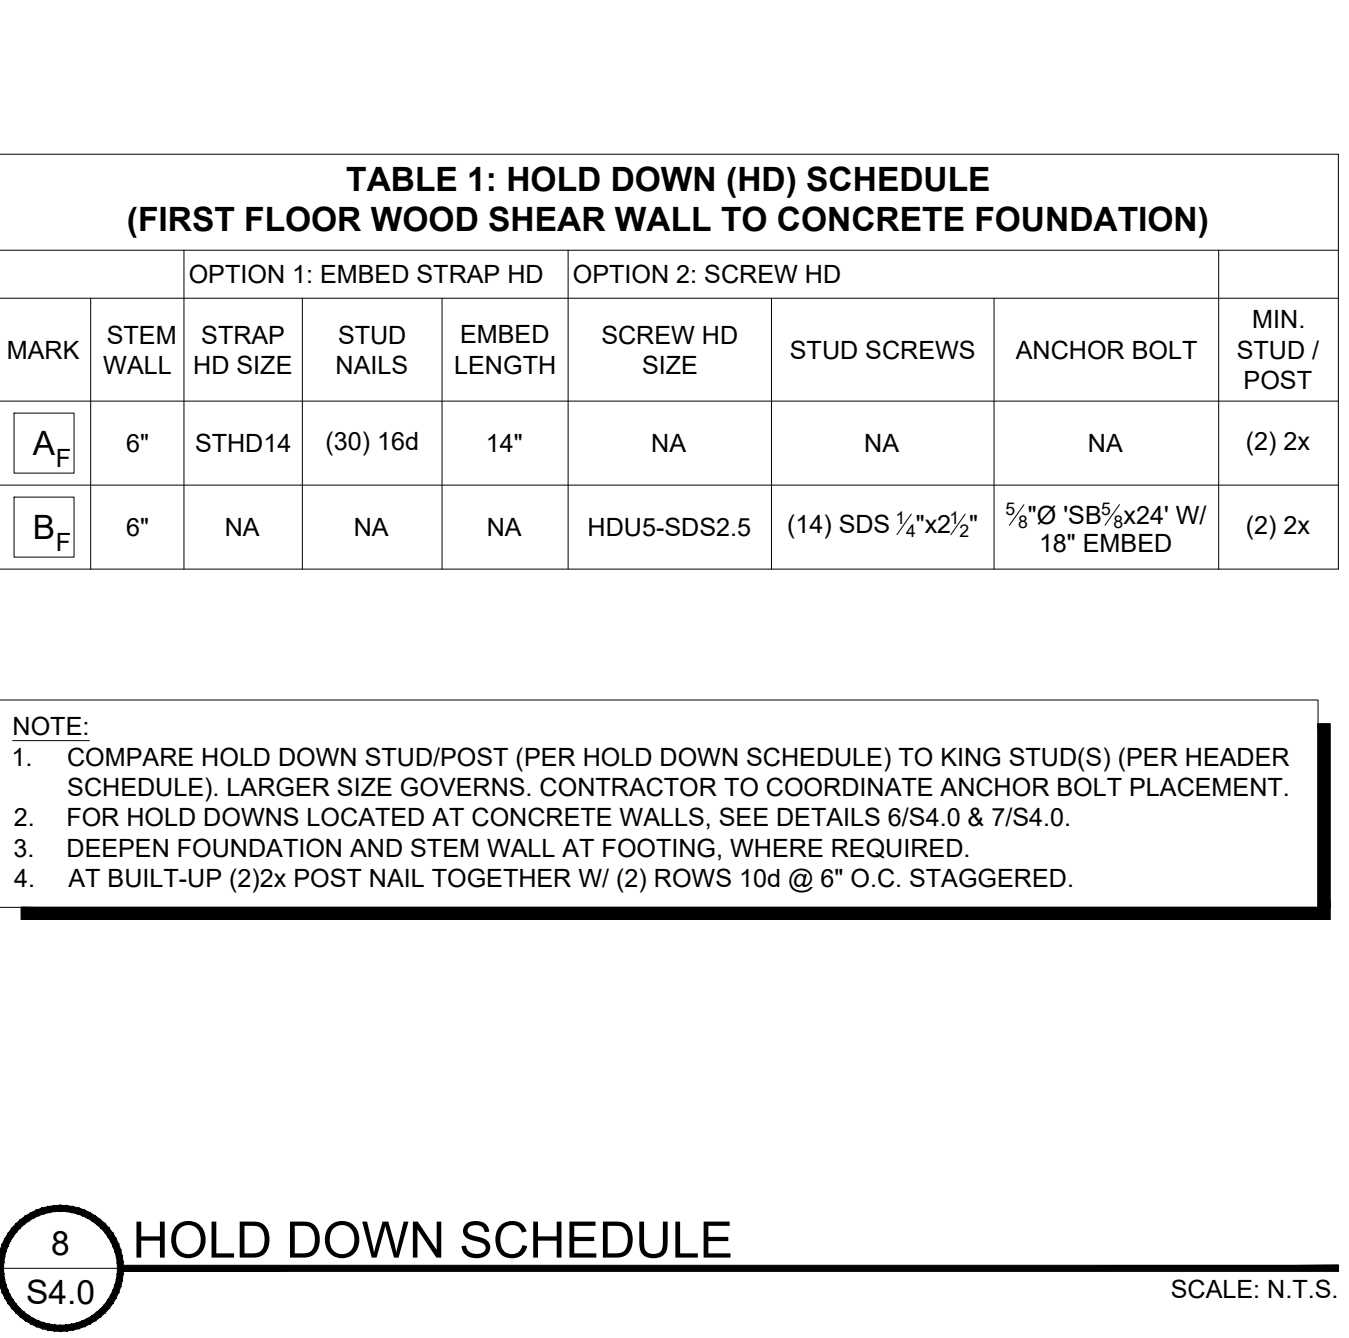 TABLE 1: HOLD DOWN (HD) SCHEDULE
(FIRST FLOOR WOOD SHEAR WALL TO CONCRETE FOUNDATION)
OPTION 1: EMBED STRAP HD OPTION 2: SCREW HD
MARK STEM WALL STRAP HD SIZE STUD NAILS EMBED LENGTH SCREW HD SIZE STUD SCREWS ANCHOR BOLT MIN. STUD / POST
AF 6" STHD14 (30) 16d 14" NA NA NA (2) 2x
BF 6" NA NA NA HDU5-SDS2.5 (14) SDS 1⁄4"x2 1⁄2" 5⁄8"Ø 'SB5⁄8x24' W/ 18" EMBED (2) 2x
NOTE:
1. COMPARE HOLD DOWN STUD/POST (PER HOLD DOWN SCHEDULE) TO KING STUD(S) (PER HEADER
SCHEDULE). LARGER SIZE GOVERNS. CONTRACTOR TO COORDINATE ANCHOR BOLT PLACEMENT.
2. FOR HOLD DOWNS LOCATED AT CONCRETE WALLS, SEE DETAILS 6/S4.0 & 7/S4.0.
3. DEEPEN FOUNDATION AND STEM WALL AT FOOTING, WHERE REQUIRED.
4. AT BUILT-UP (2)2x POST NAIL TOGETHER W/ (2) ROWS 10d @ 6" O.C. STAGGERED.
8 HOLD DOWN SCHEDULE
S4.0 SCALE: N.T.S.